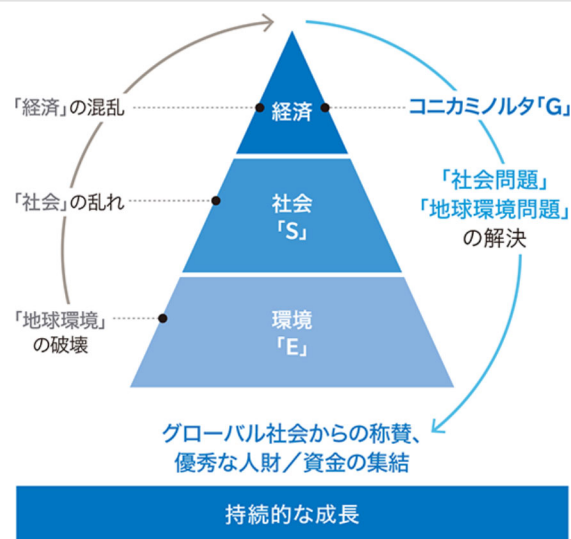 「経済」の混乱
経済
コニカミノルタ「G」
「社会」の乱れ
社会
「S」
「社会問題」
「地球環境問題」
の解決
「地球環境」
の破壊
環境
「E」
グローバル社会からの称賛、
優秀な人財／資金の集結
持続的な成長